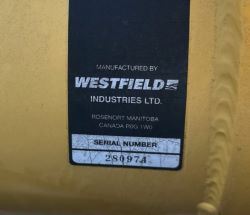 MANUFACTURED BY
WESTFIELD
INDUSTRIES LTD.
ROSENORT MANITOBA
CANADA R0G 1W0
SERIAL NUMBER
280974